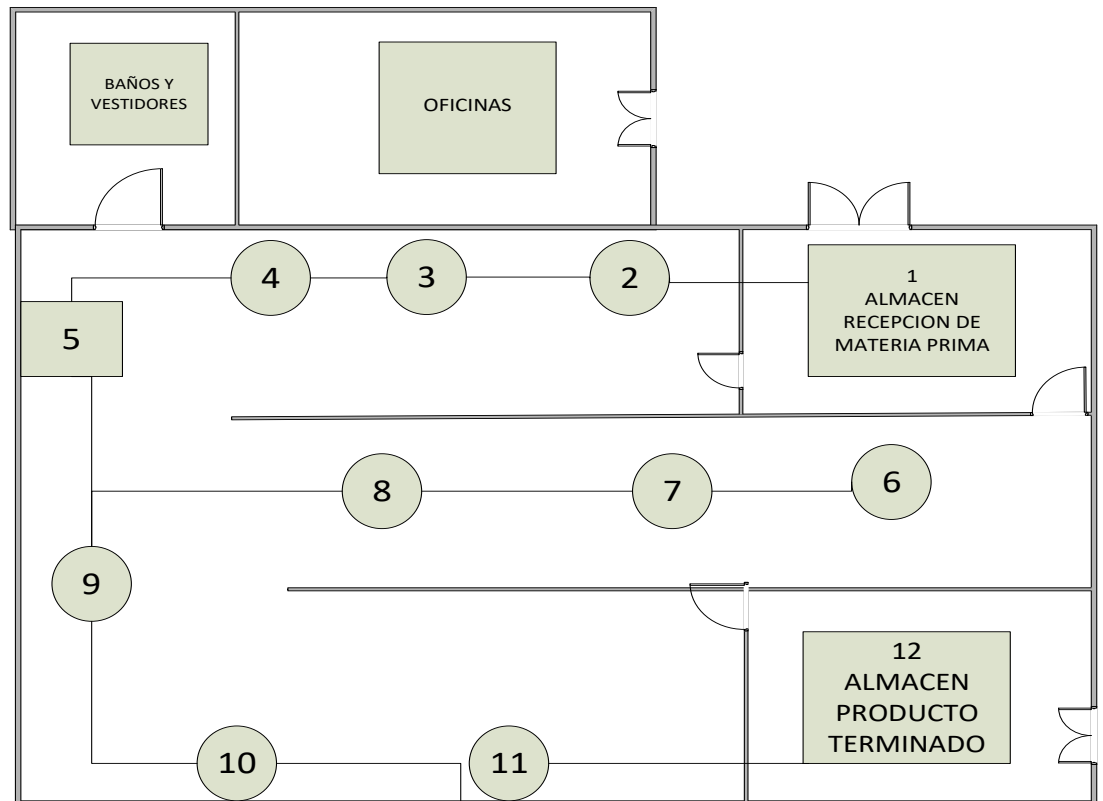 BAÑOS Y
VESTIDORES
OFICINAS
4
3
2
1
ALMACEN
RECEPCION DE
MATERIA PRIMA
5
8
7
6
9
12
ALMACEN
PRODUCTO
TERMINADO
10
11